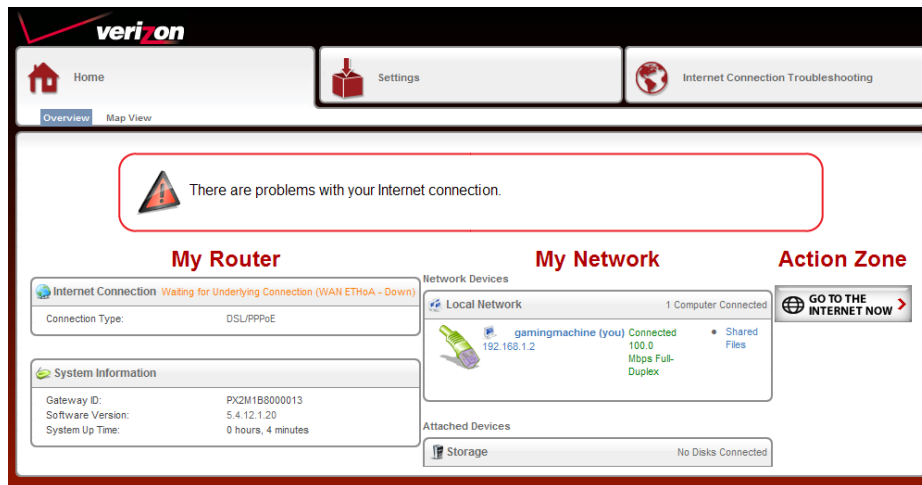 verizon
Home
Settings
Internet Connection Troubleshooting
Overview
Map View
There are problems with your Internet connection.
My Router
My Network
Action Zone
Internet Connection Waiting for Underlying Connection (WAN ETHoA - Down)
Connection Type: DSL/PPPoE
System Information
Gateway ID: PX2M1B8000013
Software Version: 5.4.12.1.20
System Up Time: 0 hours, 4 minutes
Network Devices
Local Network 1 Computer Connected
gamingmachine (you)
192.168.1.2
Connected
100.0
Mbps Full-
Duplex
Shared
Files
Attached Devices
Storage No Disks Connected
GO TO THE
INTERNET NOW